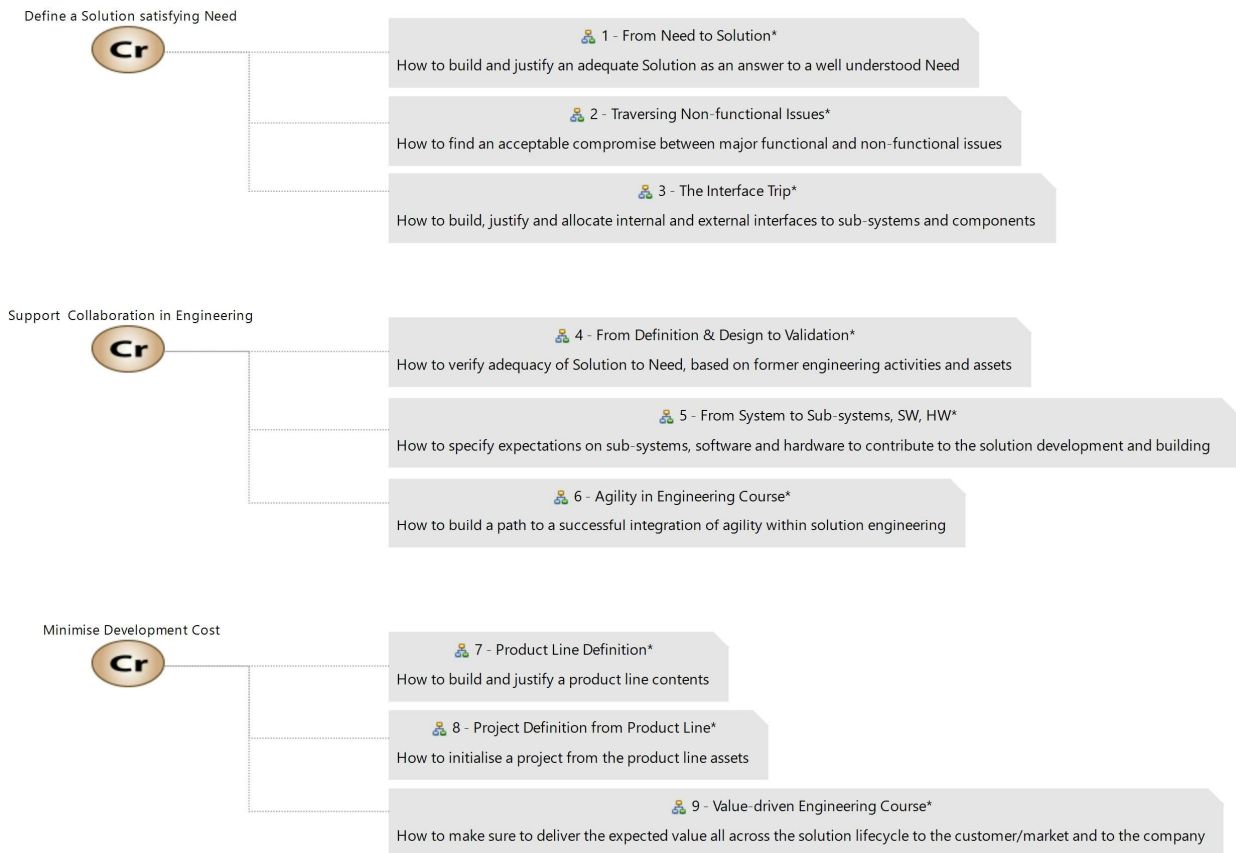 Define a Solution satisfying Need
Cr
1 - From Need to Solution*
How to build and justify an adequate Solution as an answer to a well understood Need
2 - Traversing Non-functional Issues*
How to find an acceptable compromise between major functional and non-functional issues
3 - The Interface Trip*
How to build, justify and allocate internal and external interfaces to sub-systems and components
Support  Collaboration in Engineering
Cr
4 - From Definition & Design to Validation*
How to verify adequacy of Solution to Need, based on former engineering activities and assets
5 - From System to Sub-systems, SW, HW*
How to specify expectations on sub-systems, software and hardware to contribute to the solution development and building
6 - Agility in Engineering Course*
How to build a path to a successful integration of agility within solution engineering
Minimise Development Cost
Cr
7 - Product Line Definition*
How to build and justify a product line contents
8 - Project Definition from Product Line*
How to initialise a project from the product line assets
9 - Value-driven Engineering Course*
How to make sure to deliver the expected value all across the solution lifecycle to the customer/market and to the company